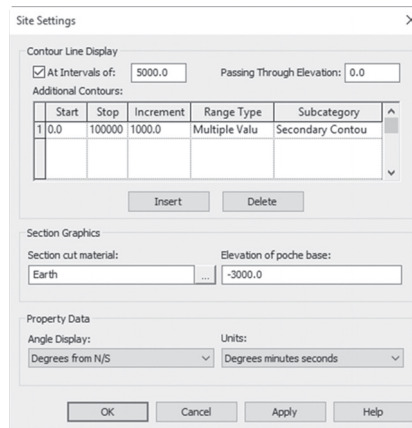 Site Settings
Contour Line Display
At Intervals of: 5000.0 Passing Through Elevation: 0.0
Additional Contours:
Start Stop Increment Range Type Subcategory
1 0.0 100000 1000.0 Multiple Valu Secondary Contou
Insert Delete
Section Graphics
Section cut material: Elevation of poche base:
Earth ... -3000.0
Property Data
Angle Display: Units:
Degrees from N/S Degrees minutes seconds
OK Cancel Apply Help